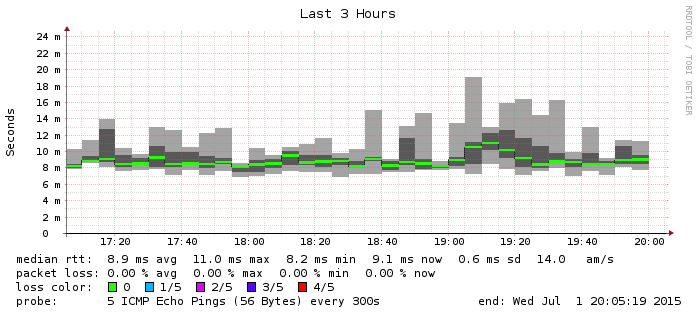 Last 3 Hours
RRDTOOL / TOBI OETIKER
Seconds
24 m
22 m
20 m
18 m
16 m
14 m
12 m
10 m
8 m
6 m
4 m
2 m
0
17:20 17:40 18:00 18:20 18:40 19:00 19:20 19:40 20:00
median rtt: 8.9 ms avg 11.0 ms max 8.2 ms min 9.1 ms now 0.6 ms sd 14.0 am/s
packet loss: 0.00 % avg 0.00 % max 0.00 % min 0.00 % now
loss color: 0 1/5 2/5 3/5 4/5
probe: 5 ICMP Echo Pings (56 Bytes) every 300s end: Wed Jul 1 20:05:19 2015